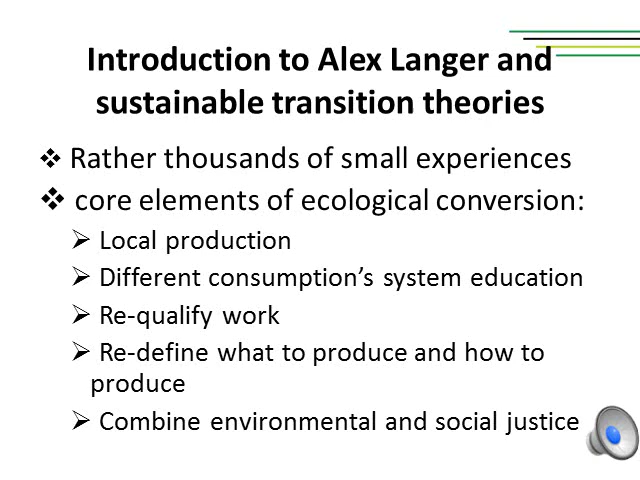 Introduction to Alex Langer and
sustainable transition theories
❖ Rather thousands of small experiences
❖ core elements of ecological conversion:
➢ Local production
➢ Different consumption’s system education
➢ Re-qualify work
➢ Re-define what to produce and how to
produce
➢ Combine environmental and social justice